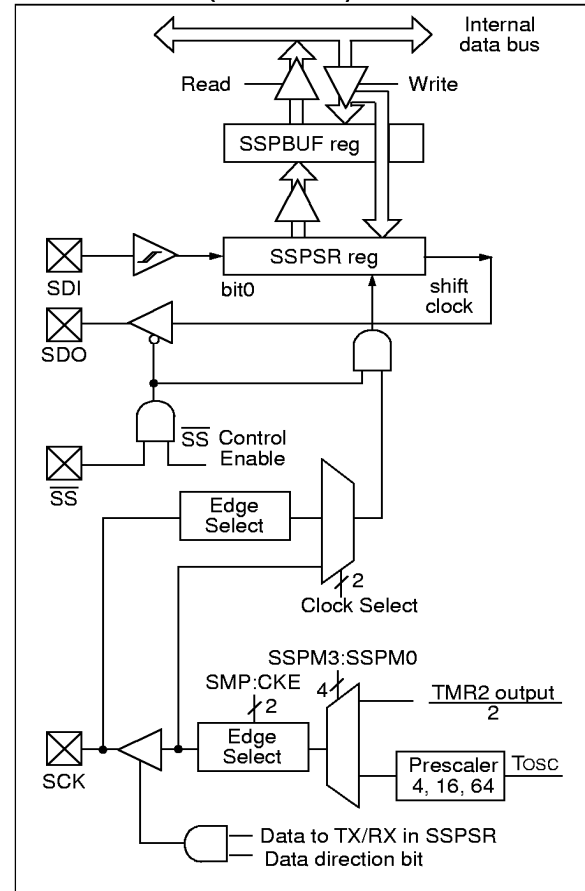 Internal
data bus
Read
Write
SSPBUF reg
SSPSR reg
SDI
bit0
shift
clock
SDO
SS Control
Enable
SS
Edge
Select
2
Clock Select
SSPM3:SSPM0
SMP:CKE
4
TMR2 output
2
2
Edge
Select
SCK
Prescaler
4, 16, 64
TOSC
Data to TX/RX in SSPSR
Data direction bit